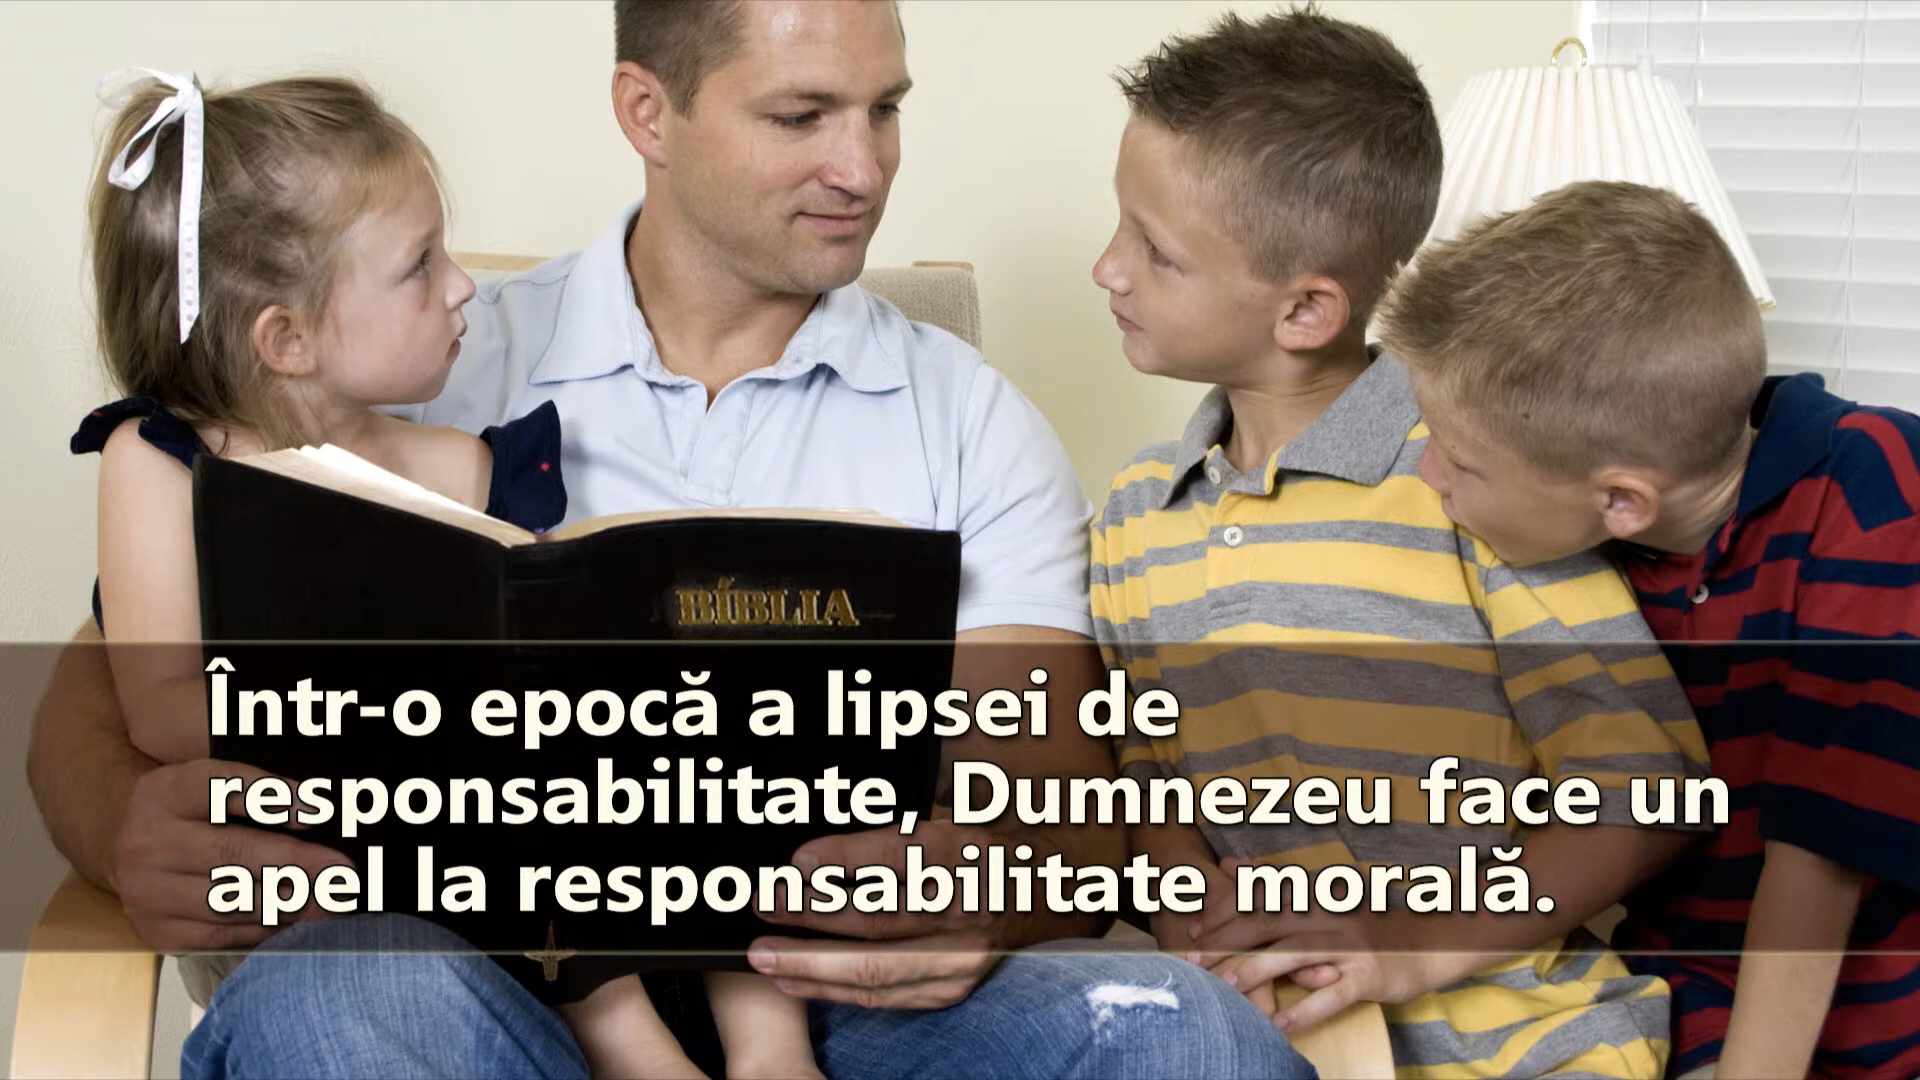 BÍBLIA
Într-o epocă a lipsei de
responsabilitate, Dumnezeu face un
apel la responsabilitate morală.